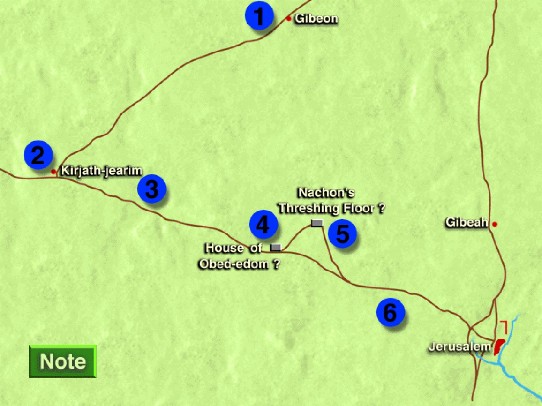 1
Gibeon
2
Kirjath-jearim
3
Nachon's
Threshing Floor ?
4
5
Gibeah
House of
Obed-edom ?
6
Jerusalem
Note